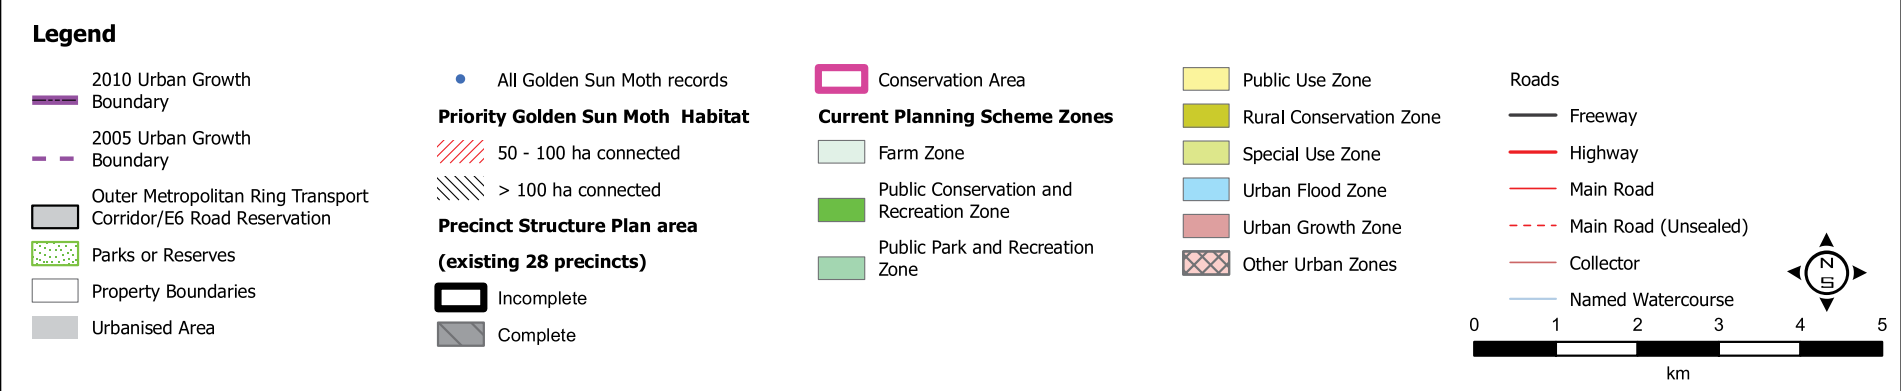 Legend
2010 Urban Growth
Boundary
2005 Urban Growth
Boundary
Outer Metropolitan Ring Transport
Corridor/E6 Road Reservation
Parks or Reserves
Property Boundaries
Urbanised Area
All Golden Sun Moth records
Priority Golden Sun Moth Habitat
50 - 100 ha connected
> 100 ha connected
Precinct Structure Plan area
(existing 28 precincts)
Incomplete
Complete
Conservation Area
Current Planning Scheme Zones
Farm Zone
Public Conservation and
Recreation Zone
Public Park and Recreation
Zone
Public Use Zone
Rural Conservation Zone
Special Use Zone
Urban Flood Zone
Urban Growth Zone
Other Urban Zones
Roads
Freeway
Highway
Main Road
Main Road (Unsealed)
Collector
Named Watercourse
N
S
0 1 2 3 4 5
km